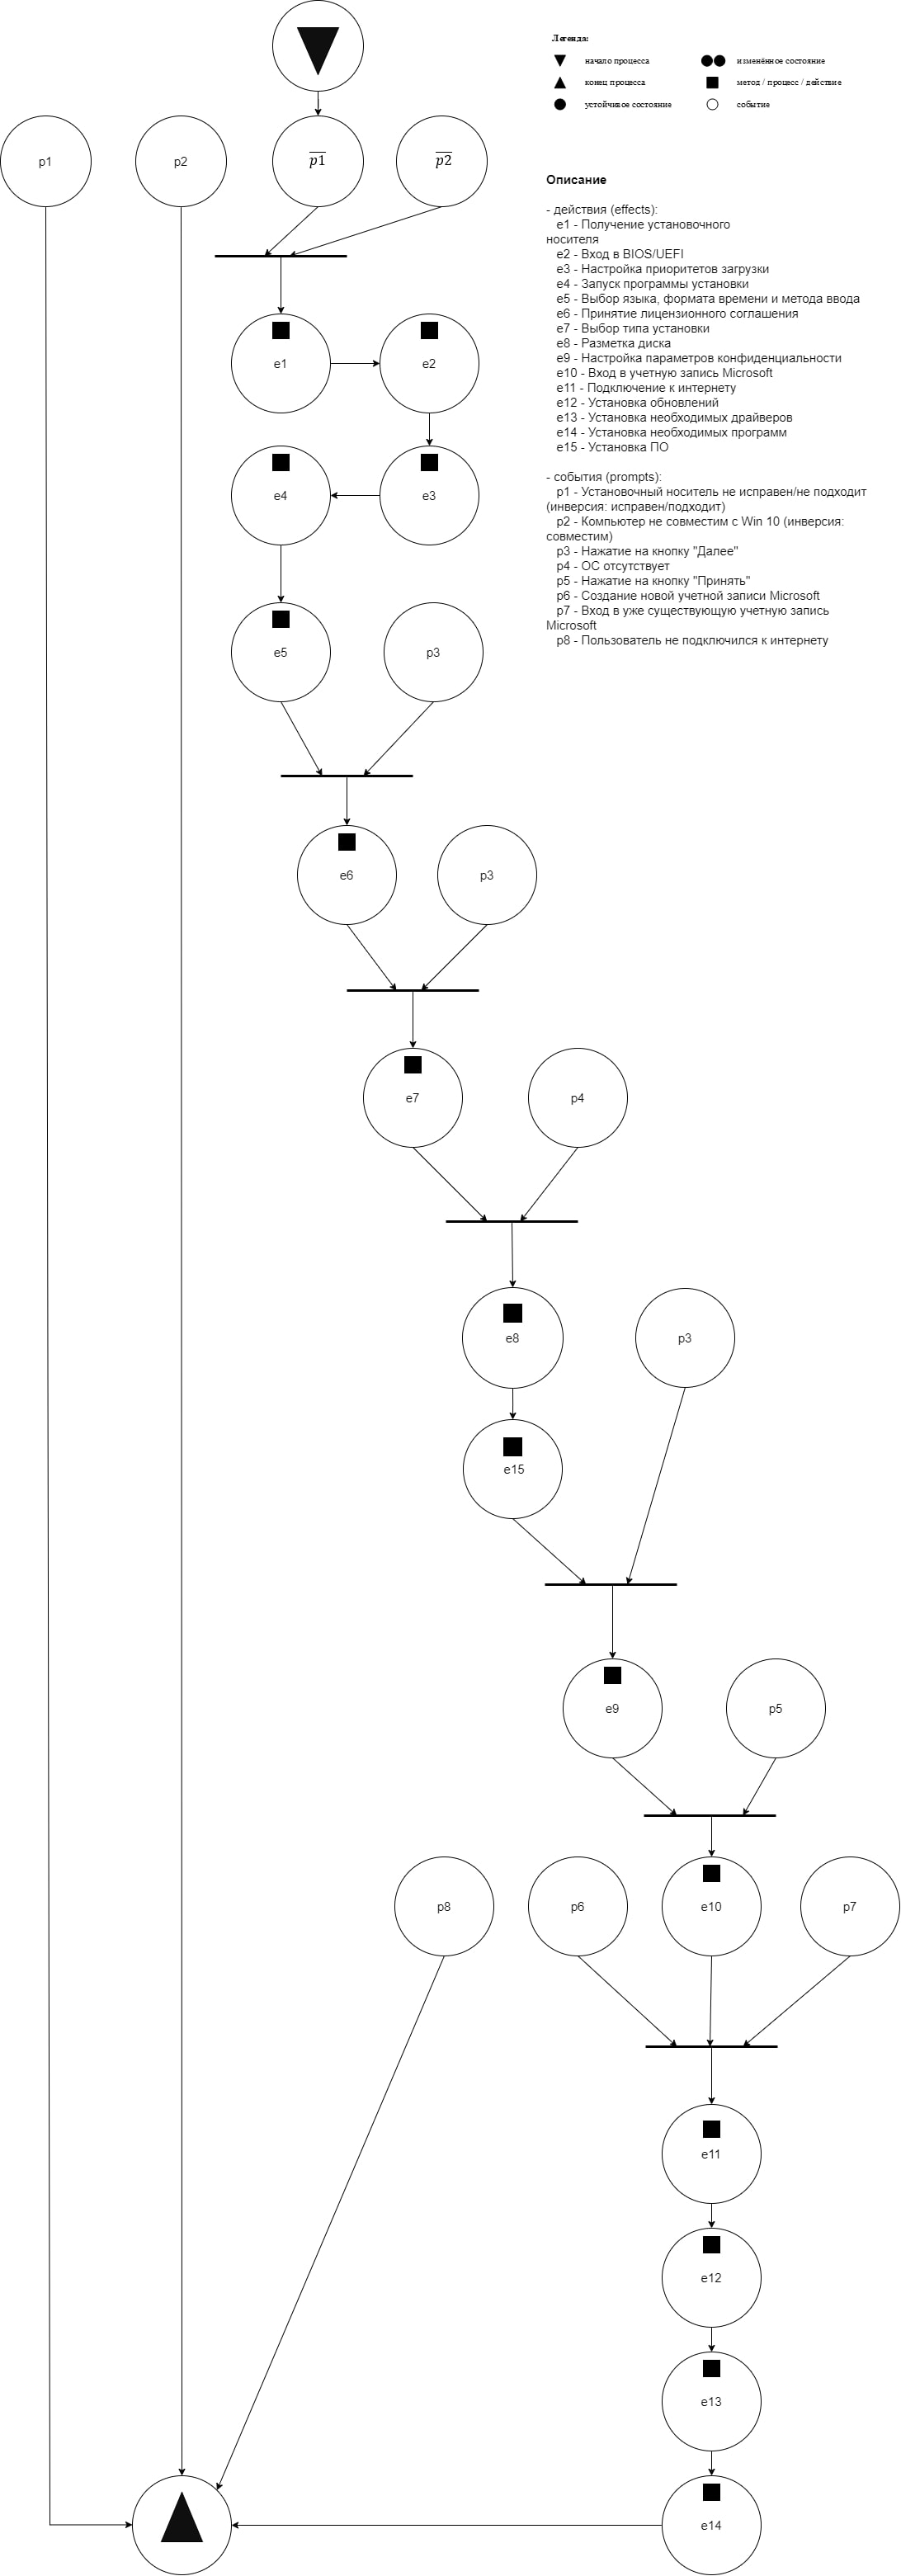 Легенда:
начало процесса
изменённое состояние
конец процесса
метод / процесс / действие
устойчивое состояние
событие
p1
p2
p1
p2
Описание
- действия (effects):
e1 - Получение установочного
носителя
e2 - Вход в BIOS/UEFI
e3 - Настройка приоритетов загрузки
e4 - Запуск программы установки
e5 - Выбор языка, формата времени и метода ввода
e6 - Принятие лицензионного соглашения
e7 - Выбор типа установки
e8 - Разметка диска
e9 - Настройка параметров конфиденциальности
e10 - Вход в учетную запись Microsoft
e11 - Подключение к интернету
e12 - Установка обновлений
e13 - Установка необходимых драйверов
e14 - Установка необходимых программ
e15 - Установка ПО
- события (prompts):
p1 - Установочный носитель не исправен/не подходит
(инверсия: исправен/подходит)
p2 - Компьютер не совместим с Win 10 (инверсия:
совместим)
p3 - Нажатие на кнопку "Далее"
p4 - ОС отсутствует
p5 - Нажатие на кнопку "Принять"
p6 - Создание новой учетной записи Microsoft
p7 - Вход в уже существующую учетную запись
Microsoft
p8 - Пользователь не подключился к интернету
e1
e2
e4
e3
e5
p3
e6
p3
e7
p4
e8
p3
e15
e9
p5
p8
p6
e10
p7
e11
e12
e13
e14